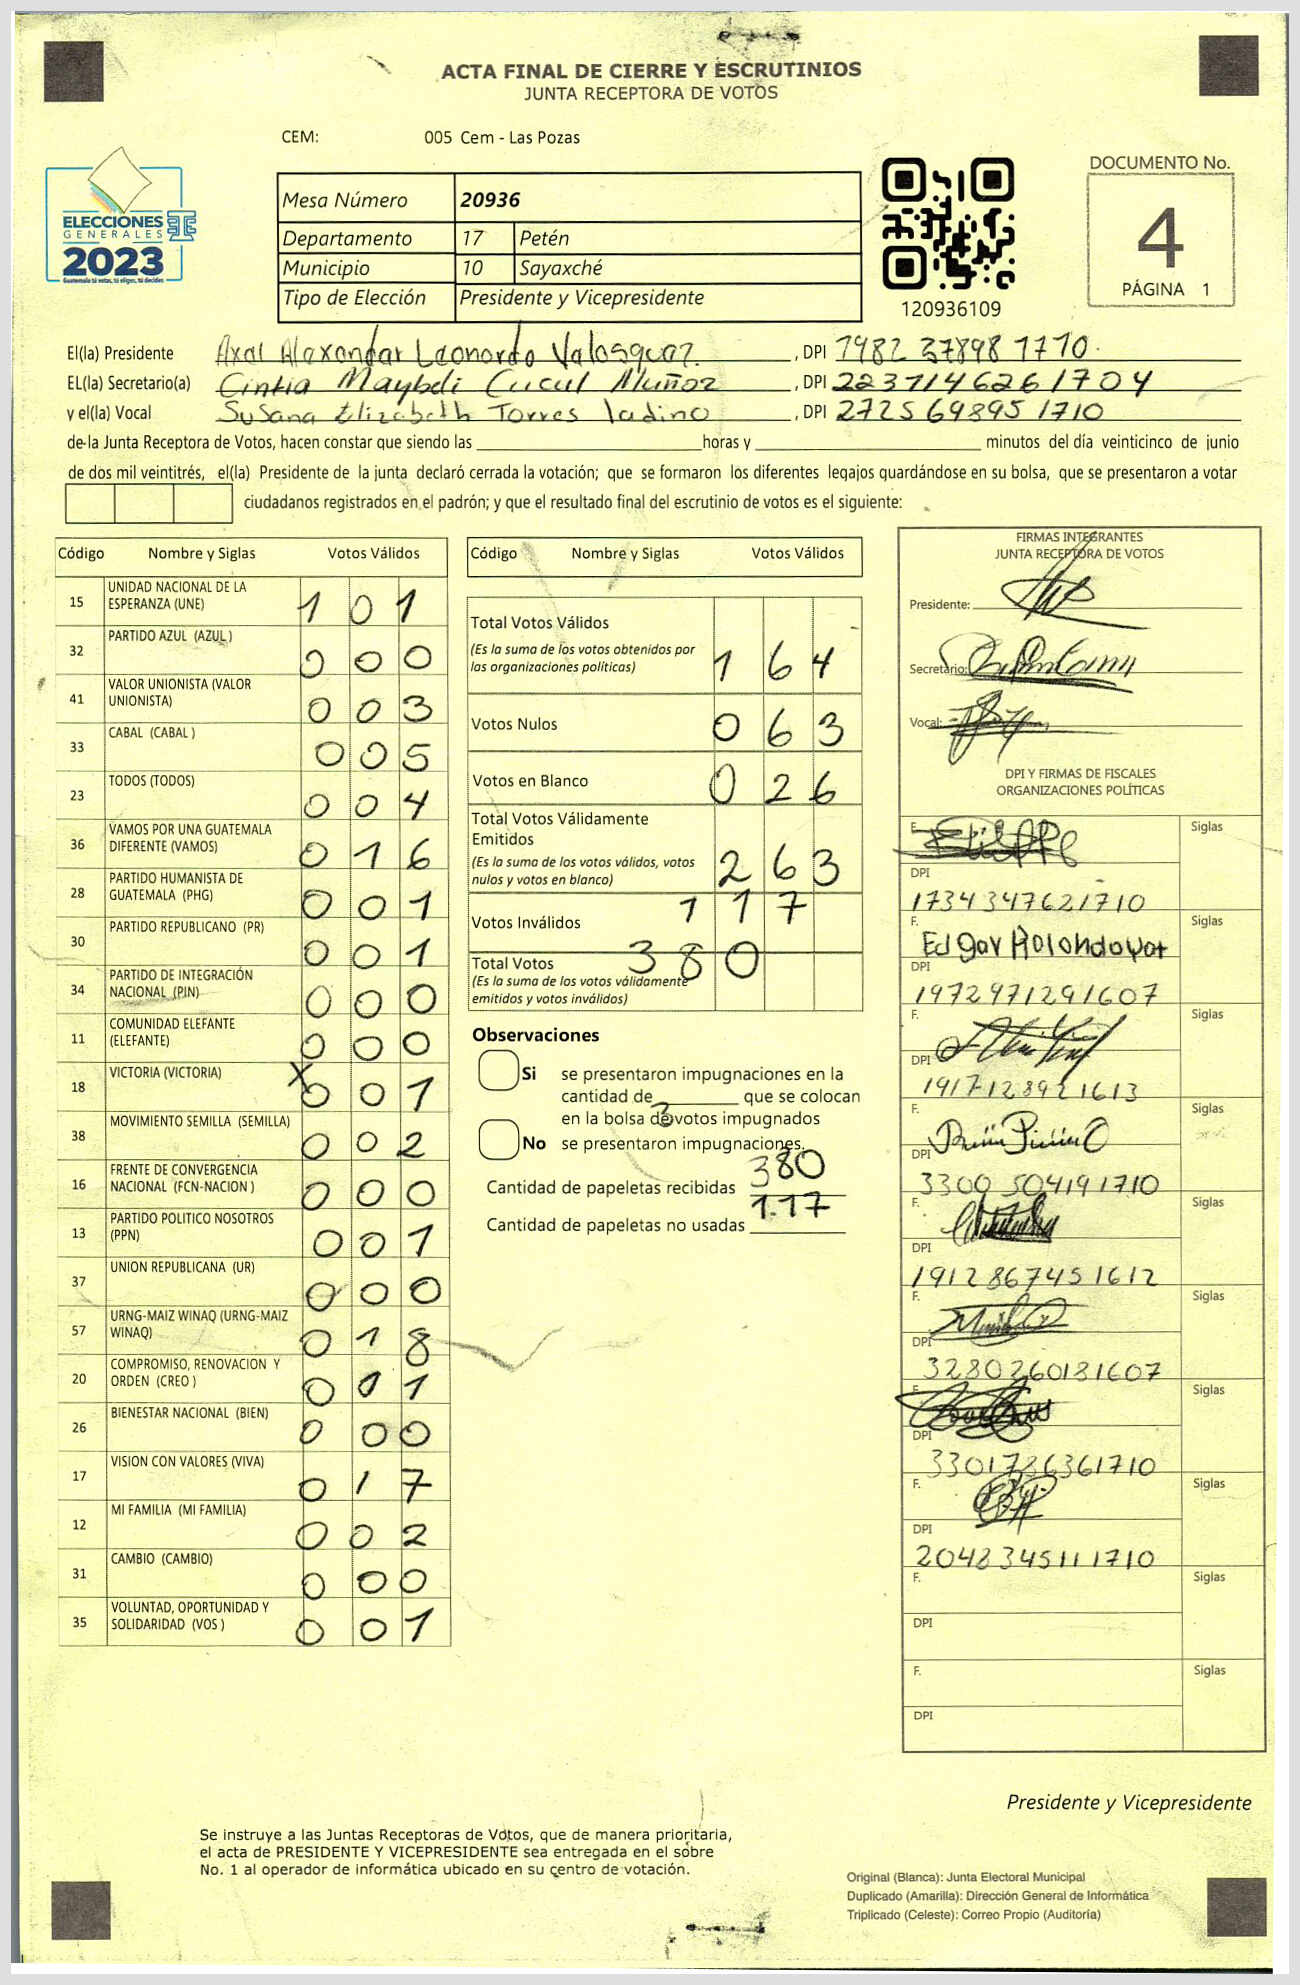 ACTA FINAL DE CIERRE Y ESCRUTINIOS
JUNTA RECEPTORA DE VOTOS
CEM: 005 Cem - Las Pozas
ELECCIONES
GENERALES
2023
Guatemala tú votas, tú eliges, tú decides
Mesa Número 20936
Departamento 17 Petén
Municipio 10 Sayaxché
Tipo de Elección Presidente y Vicepresidente
120936109
DOCUMENTO No.
4
PÁGINA 1
El(la) Presidente Axal Alaxandar Leonardo Valasquaz. , DPI 1982 37898 1710.
EL(la) Secretario(a) Cintia Maybeli Cucul Muñoz , DPI 2237146261704
y el(la) Vocal Susana Elizabeth Torres ladino , DPI 2725698951710
de la Junta Receptora de Votos, hacen constar que siendo las horas y minutos del día veinticinco de junio
de dos mil veintitrés, el(la) Presidente de la junta declaró cerrada la votación; que se formaron los diferentes legajos guardándose en su bolsa, que se presentaron a votar
ciudadanos registrados en el padrón; y que el resultado final del escrutinio de votos es el siguiente:
Código Nombre y Siglas Votos Válidos
15 UNIDAD NACIONAL DE LA ESPERANZA (UNE) 1 0 1
32 PARTIDO AZUL (AZUL) 0 0 0
41 VALOR UNIONISTA (VALOR UNIONISTA) 0 0 3
33 CABAL (CABAL ) 0 0 5
23 TODOS (TODOS) 0 0 4
36 VAMOS POR UNA GUATEMALA DIFERENTE (VAMOS) 0 1 6
28 PARTIDO HUMANISTA DE GUATEMALA (PHG) 0 0 1
30 PARTIDO REPUBLICANO (PR) 0 0 1
34 PARTIDO DE INTEGRACIÓN NACIONAL (PIN) 0 0 0
11 COMUNIDAD ELEFANTE (ELEFANTE) 0 0 0
18 VICTORIA (VICTORIA) X 0 0 1
38 MOVIMIENTO SEMILLA (SEMILLA) 0 0 2
16 FRENTE DE CONVERGENCIA NACIONAL (FCN-NACION ) 0 0 0
13 PARTIDO POLITICO NOSOTROS (PPN) 0 0 1
37 UNION REPUBLICANA (UR) 0 0 0
57 URNG-MAIZ WINAQ (URNG-MAIZ WINAQ) 0 1 8
20 COMPROMISO, RENOVACION Y ORDEN (CREO ) 0 1 1
26 BIENESTAR NACIONAL (BIEN) 0 0 0
17 VISION CON VALORES (VIVA) 0 1 7
12 MI FAMILIA (MI FAMILIA) 0 0 2
31 CAMBIO (CAMBIO) 0 0 0
35 VOLUNTAD, OPORTUNIDAD Y SOLIDARIDAD (VOS ) 0 0 1
Código Nombre y Siglas Votos Válidos
Total Votos Válidos
(Es la suma de los votos obtenidos por
las organizaciones políticas) 1 6 4
Votos Nulos 0 6 3
Votos en Blanco 0 2 6
Total Votos Válidamente
Emitidos
(Es la suma de los votos válidos, votos
nulos y votos en blanco) 2 6 3
Votos Inválidos 1 1 7
Total Votos 3 8 0
(Es la suma de los votos válidamente
emitidos y votos inválidos)
Observaciones
Si se presentaron impugnaciones en la
cantidad de 3 que se colocan
en la bolsa de votos impugnados
No se presentaron impugnaciones.
Cantidad de papeletas recibidas 380
Cantidad de papeletas no usadas 1.17
FIRMAS INTEGRANTES
JUNTA RECEPTORA DE VOTOS
Presidente:
Secretario:
Vocal:
DPI Y FIRMAS DE FISCALES
ORGANIZACIONES POLÍTICAS
F. Siglas
DPI
1734347621710
F. Edgar Rolando Siglas
DPI
1972971291607
F. Siglas
DPI
1917128921613
F. Siglas
DPI
3300 504191710
F. Siglas
DPI
1912867451612
F. Siglas
DPI
3280260181607
F. Siglas
DPI
3301786361710
F. Siglas
DPI
2048345111710
F. Siglas
DPI
F. Siglas
DPI
Presidente y Vicepresidente
Se instruye a las Juntas Receptoras de Votos, que de manera prioritaria,
el acta de PRESIDENTE Y VICEPRESIDENTE sea entregada en el sobre
No. 1 al operador de informática ubicado en su centro de votación.
Original (Blanca): Junta Electoral Municipal
Duplicado (Amarilla): Dirección General de Informática
Triplicado (Celeste): Correo Propio (Auditoría)